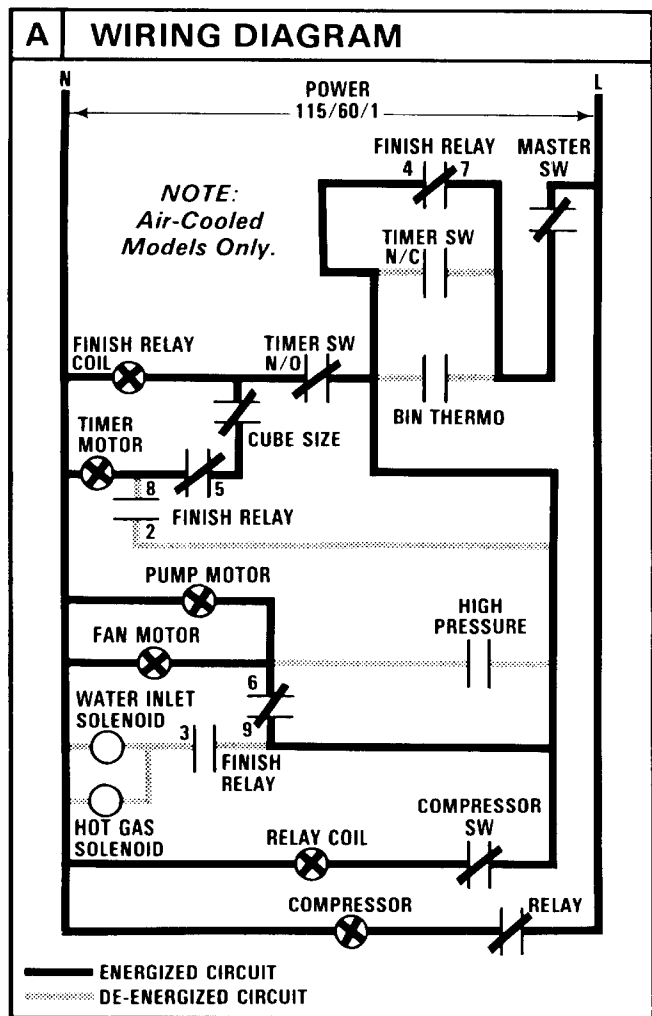 A WIRING DIAGRAM
N
L
POWER
115/60/1
FINISH RELAY
4 7
MASTER
SW
NOTE:
Air-Cooled
Models Only.
TIMER SW
N/C
FINISH RELAY
COIL
TIMER SW
N/O
BIN THERMO
CUBE SIZE
TIMER
MOTOR
8
5
2
FINISH RELAY
PUMP MOTOR
HIGH
PRESSURE
FAN MOTOR
6
9
WATER INLET
SOLENOID
3
FINISH
RELAY
HOT GAS
SOLENOID
COMPRESSOR
SW
RELAY COIL
COMPRESSOR
RELAY
ENERGIZED CIRCUIT
DE-ENERGIZED CIRCUIT